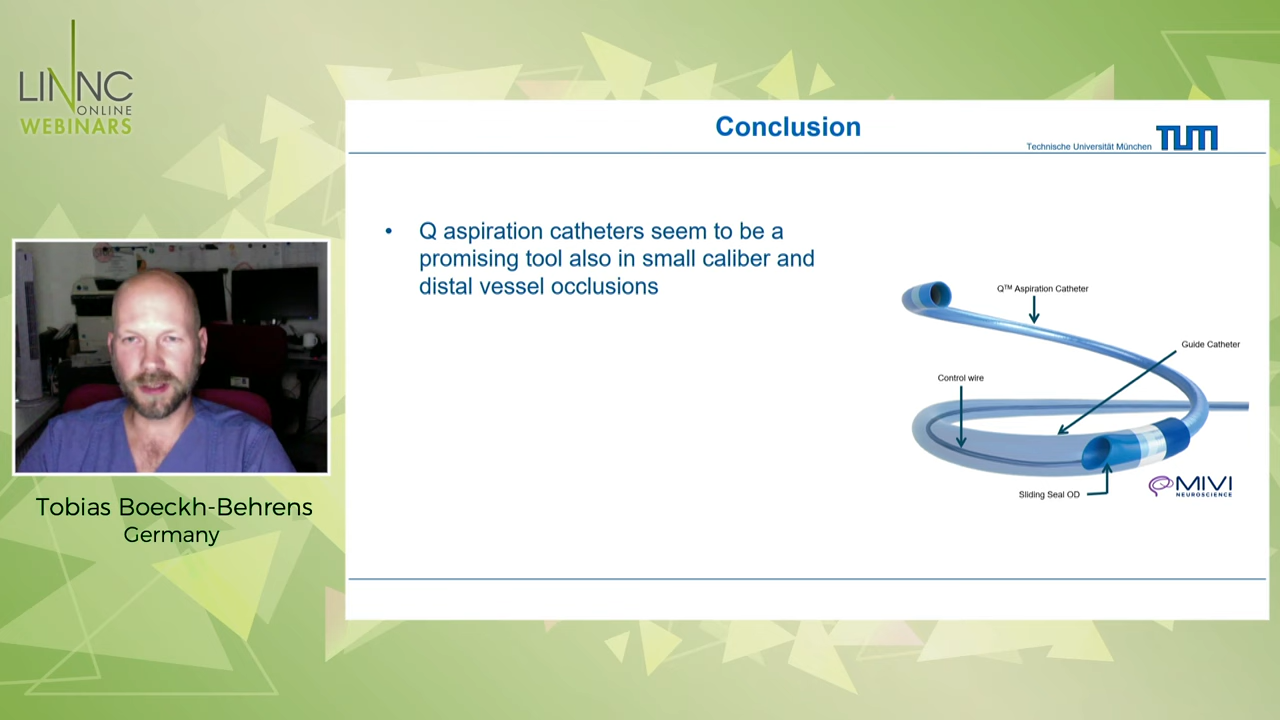 LINNC
ONLINE
WEBINARS
Conclusion
Technische Universität München
TUM
• Q aspiration catheters seem to be a
promising tool also in small caliber and
distal vessel occlusions
Q™ Aspiration Catheter
Guide Catheter
Control wire
Sliding Seal OD
MIVI
NEUROSCIENCE
Tobias Boeckh-Behrens
Germany